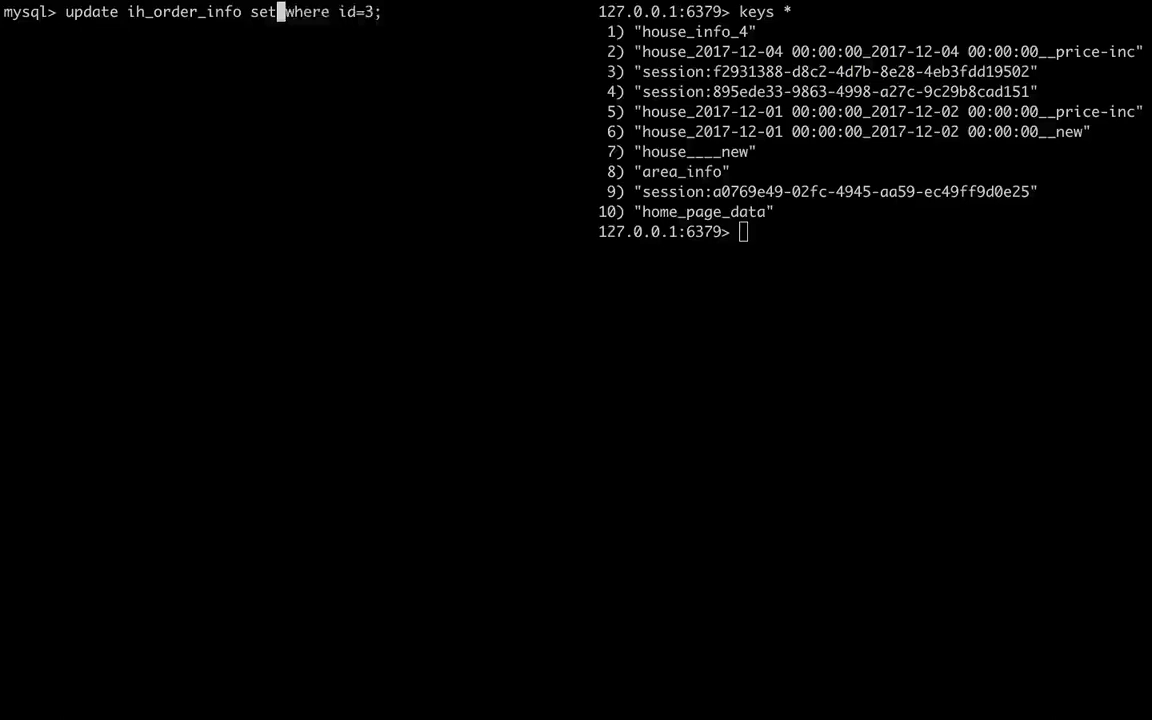 mysql> update ih_order_info set where id=3;
127.0.0.1:6379> keys *
1) "house_info_4"
2) "house_2017-12-04 00:00:00_2017-12-04 00:00:00__price-inc"
3) "session:f2931388-d8c2-4d7b-8e28-4eb3fdd19502"
4) "session:895ede33-9863-4998-a27c-9c29b8cad151"
5) "house_2017-12-01 00:00:00_2017-12-02 00:00:00__price-inc"
6) "house_2017-12-01 00:00:00_2017-12-02 00:00:00__new"
7) "house____new"
8) "area_info"
9) "session:a0769e49-02fc-4945-aa59-ec49ff9d0e25"
10) "home_page_data"
127.0.0.1:6379>